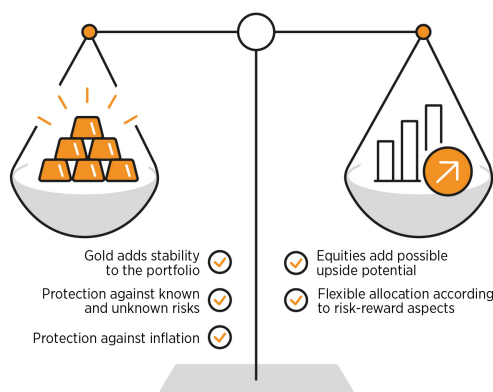 Gold adds stability
to the portfolio
Protection against known
and unknown risks
Protection against inflation
Equities add possible
upside potential
Flexible allocation according
to risk-reward aspects